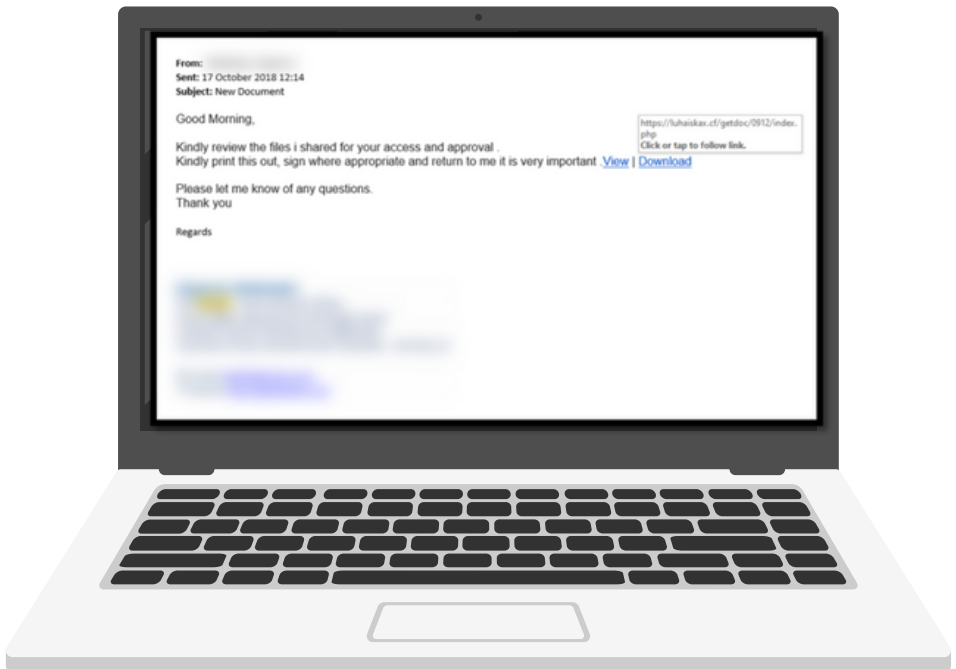 From:
Sent: 17 October 2018 12:14
Subject: New Document
Good Morning,
https://luhaiskax.cf/getdoc/0912/index.
php
Click or tap to follow link.
Kindly review the files i shared for your access and approval .
Kindly print this out, sign where appropriate and return to me it is very important .View | Download
Please let me know of any questions.
Thank you
Regards